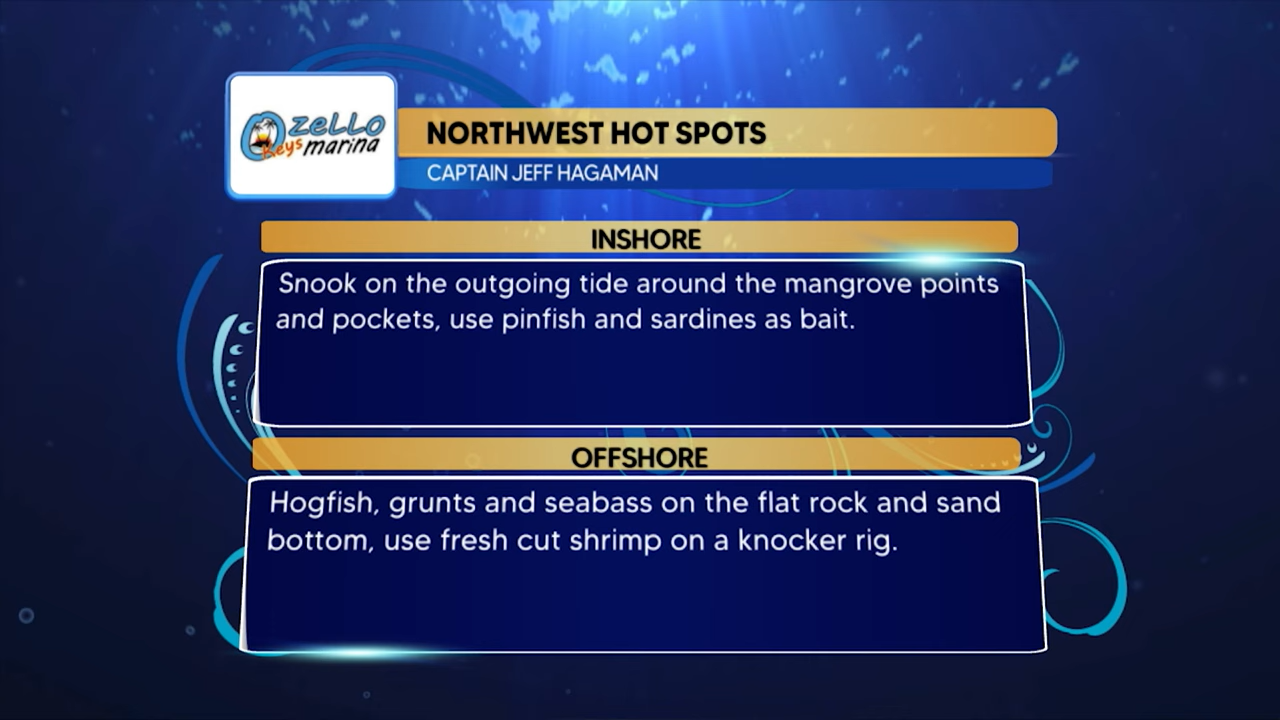 Ozello
Keys marina
NORTHWEST HOT SPOTS
CAPTAIN JEFF HAGAMAN
INSHORE
Snook on the outgoing tide around the mangrove points
and pockets, use pinfish and sardines as bait.
OFFSHORE
Hogfish, grunts and seabass on the flat rock and sand
bottom, use fresh cut shrimp on a knocker rig.